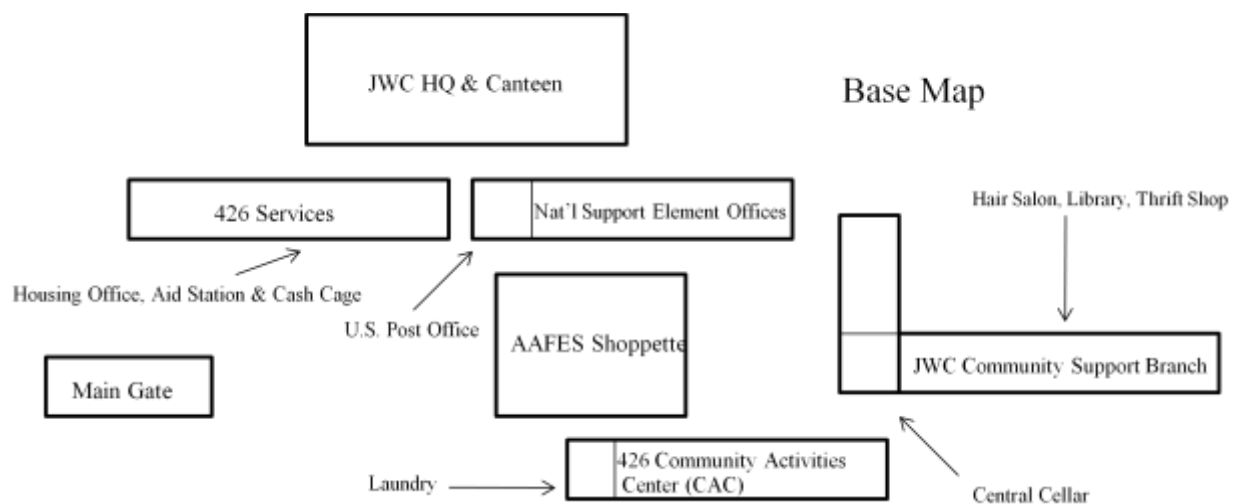 JWC HQ & Canteen
Base Map
426 Services
Nat'l Support Element Offices
Hair Salon, Library, Thrift Shop
Housing Office, Aid Station & Cash Cage
U.S. Post Office
AAFES Shoppette
JWC Community Support Branch
Main Gate
426 Community Activities
Center (CAC)
Laundry
Central Cellar